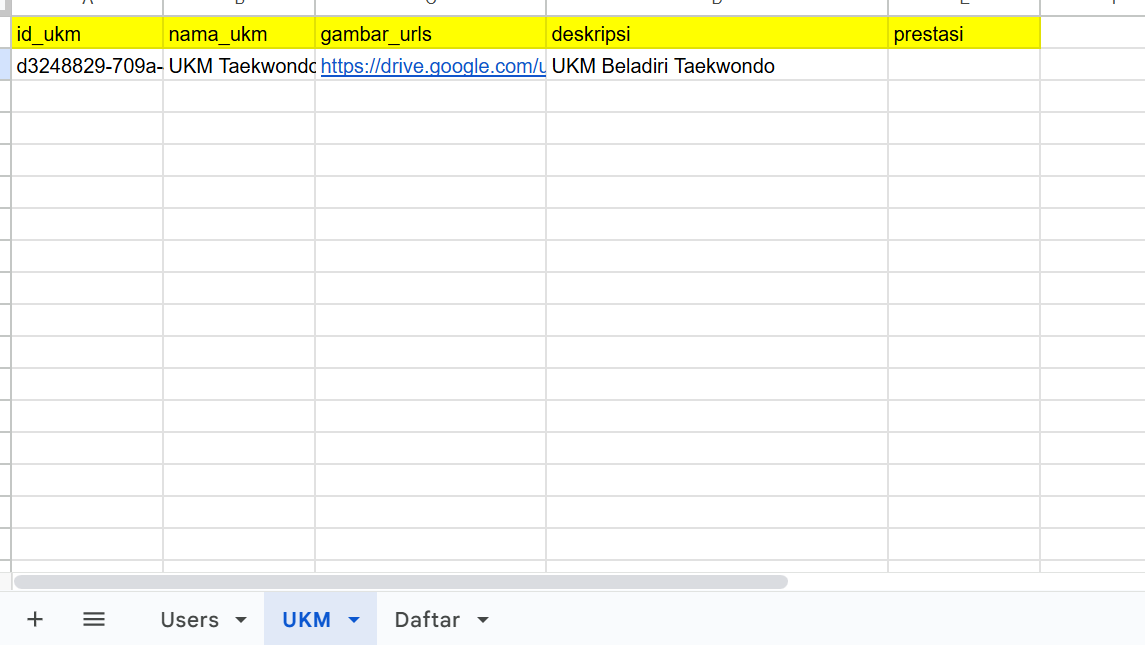 id_ukm nama_ukm gambar_urls deskripsi prestasi
d3248829-709a- UKM Taekwondo https://drive.google.com/u UKM Beladiri Taekwondo
+ Users UKM Daftar